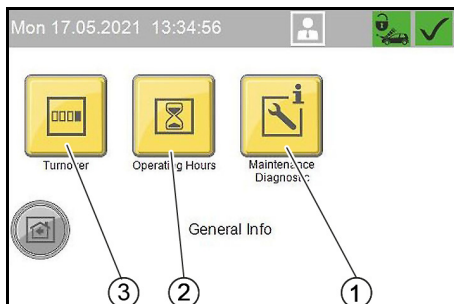 Mon 17.05.2021 13:34:56
Turnover
Operating Hours
Maintenance
Diagnostic
General Info
3
2
1